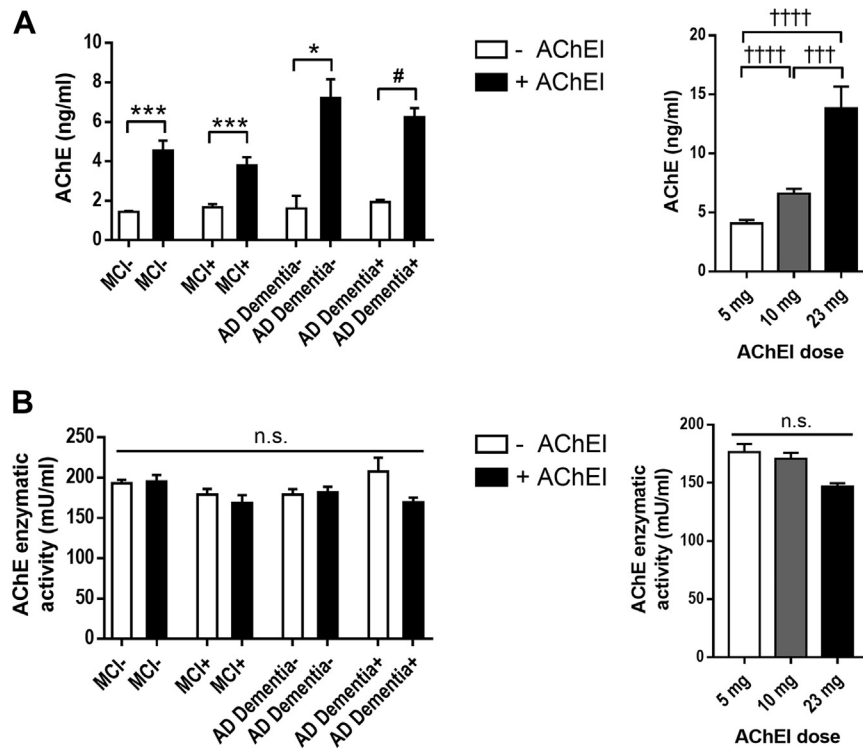 A
AChE (ng/ml)
10
8
6
4
2
0
***
***
*
#
MCI-
MCI-
MCI+
MCI+
AD Dementia-
AD Dementia-
AD Dementia+
AD Dementia+
- AChEI
+ AChEI
AChE (ng/ml)
20
15
10
5
0
††††
††††
†††
5 mg
10 mg
23 mg
AChEI dose
B
AChE enzymatic
activity (mU/ml)
250
200
150
100
50
0
n.s.
MCI-
MCI-
MCI+
MCI+
AD Dementia-
AD Dementia-
AD Dementia+
AD Dementia+
- AChEI
+ AChEI
AChE enzymatic
activity (mU/ml)
200
150
100
50
0
n.s.
5 mg
10 mg
23 mg
AChEI dose